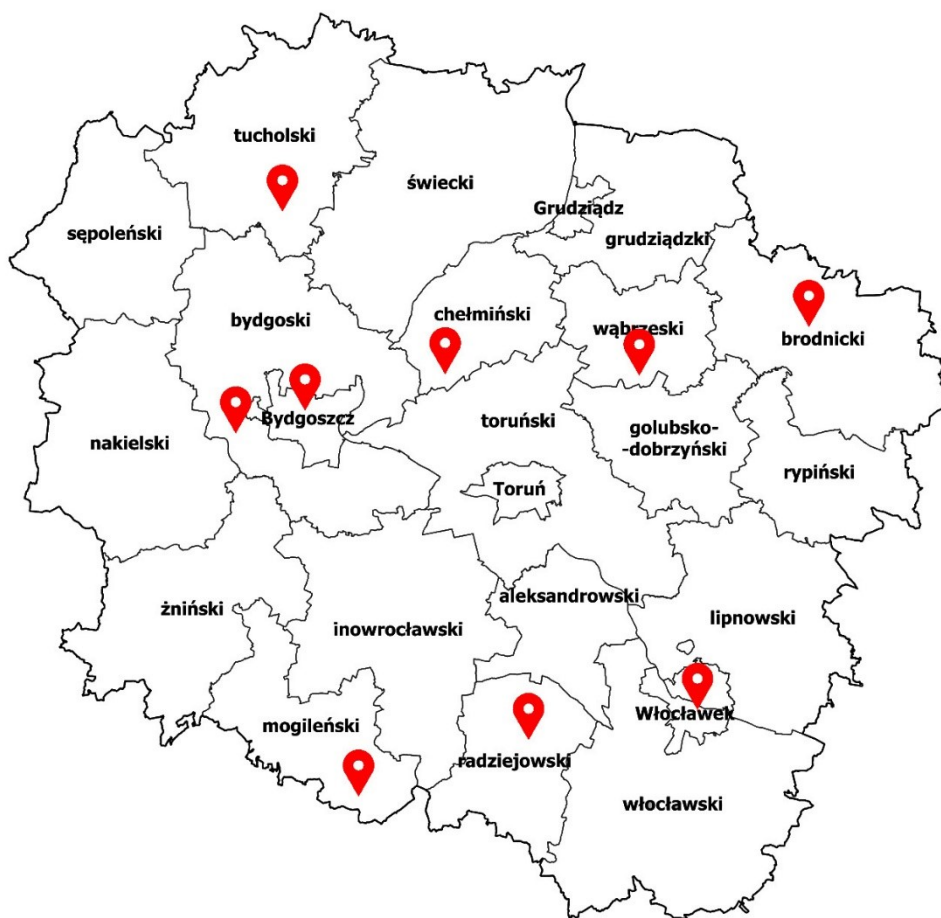 tucholski
świecki
Grudziądz
sępoleński
grudziądzki
chełmiński
bydgoski
wąbrzeski
brodnicki
Bydgoszcz
toruński
golubsko-
-dobrzyński
nakielski
rypiński
Toruń
aleksandrowski
żniński
lipnowski
inowrocławski
Włocławek
mogileński
radziejowski
włocławski